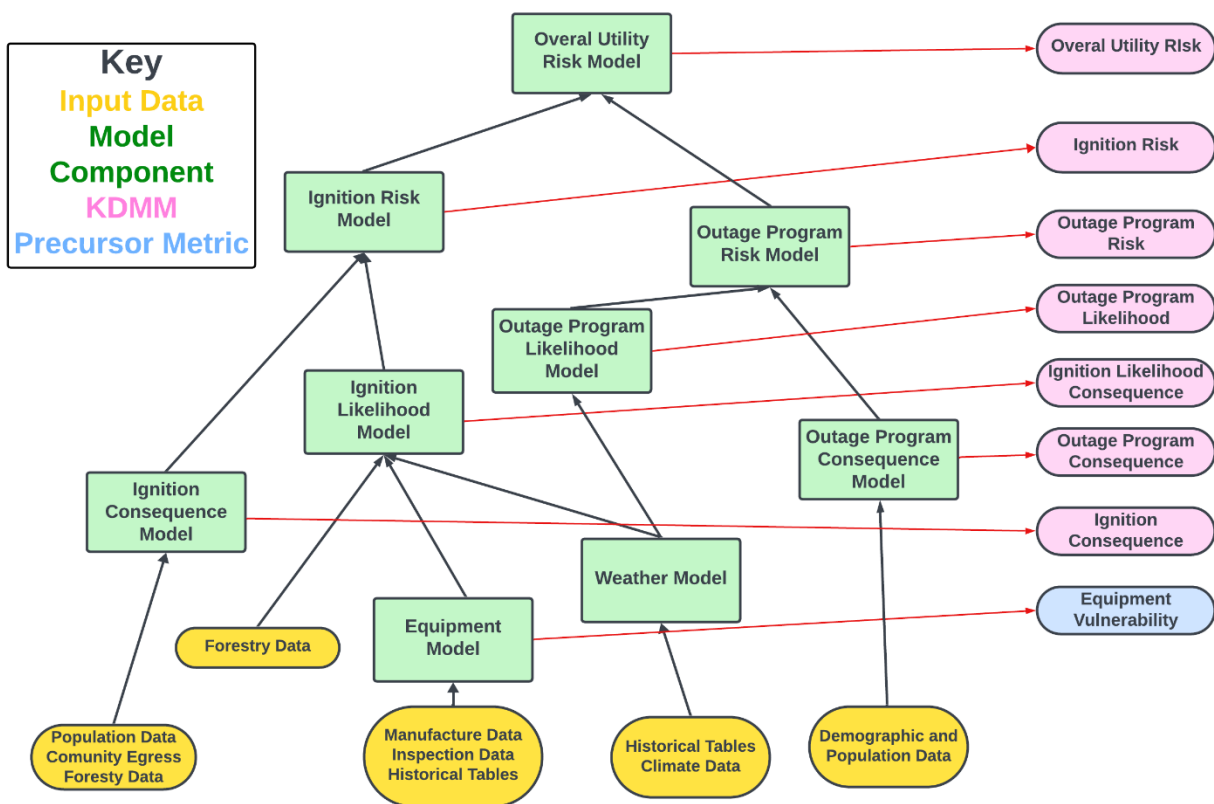 Key
Input Data
Model
Component
KDMM
Precursor Metric
Overal Utility
Risk Model
Overal Utility RIsk
Ignition Risk
Model
Ignition Risk
Outage Program
Risk Model
Outage Program
Risk
Outage Program
Likelihood
Model
Outage Program
Likelihood
Ignition
Likelihood
Model
Ignition Likelihood
Consequence
Outage Program
Consequence
Model
Outage Program
Consequence
Ignition
Consequence
Model
Ignition
Consequence
Weather Model
Equipment
Model
Equipment
Vulnerability
Forestry Data
Population Data
Comunity Egress
Foresty Data
Manufacture Data
Inspection Data
Historical Tables
Historical Tables
Climate Data
Demographic and
Population Data